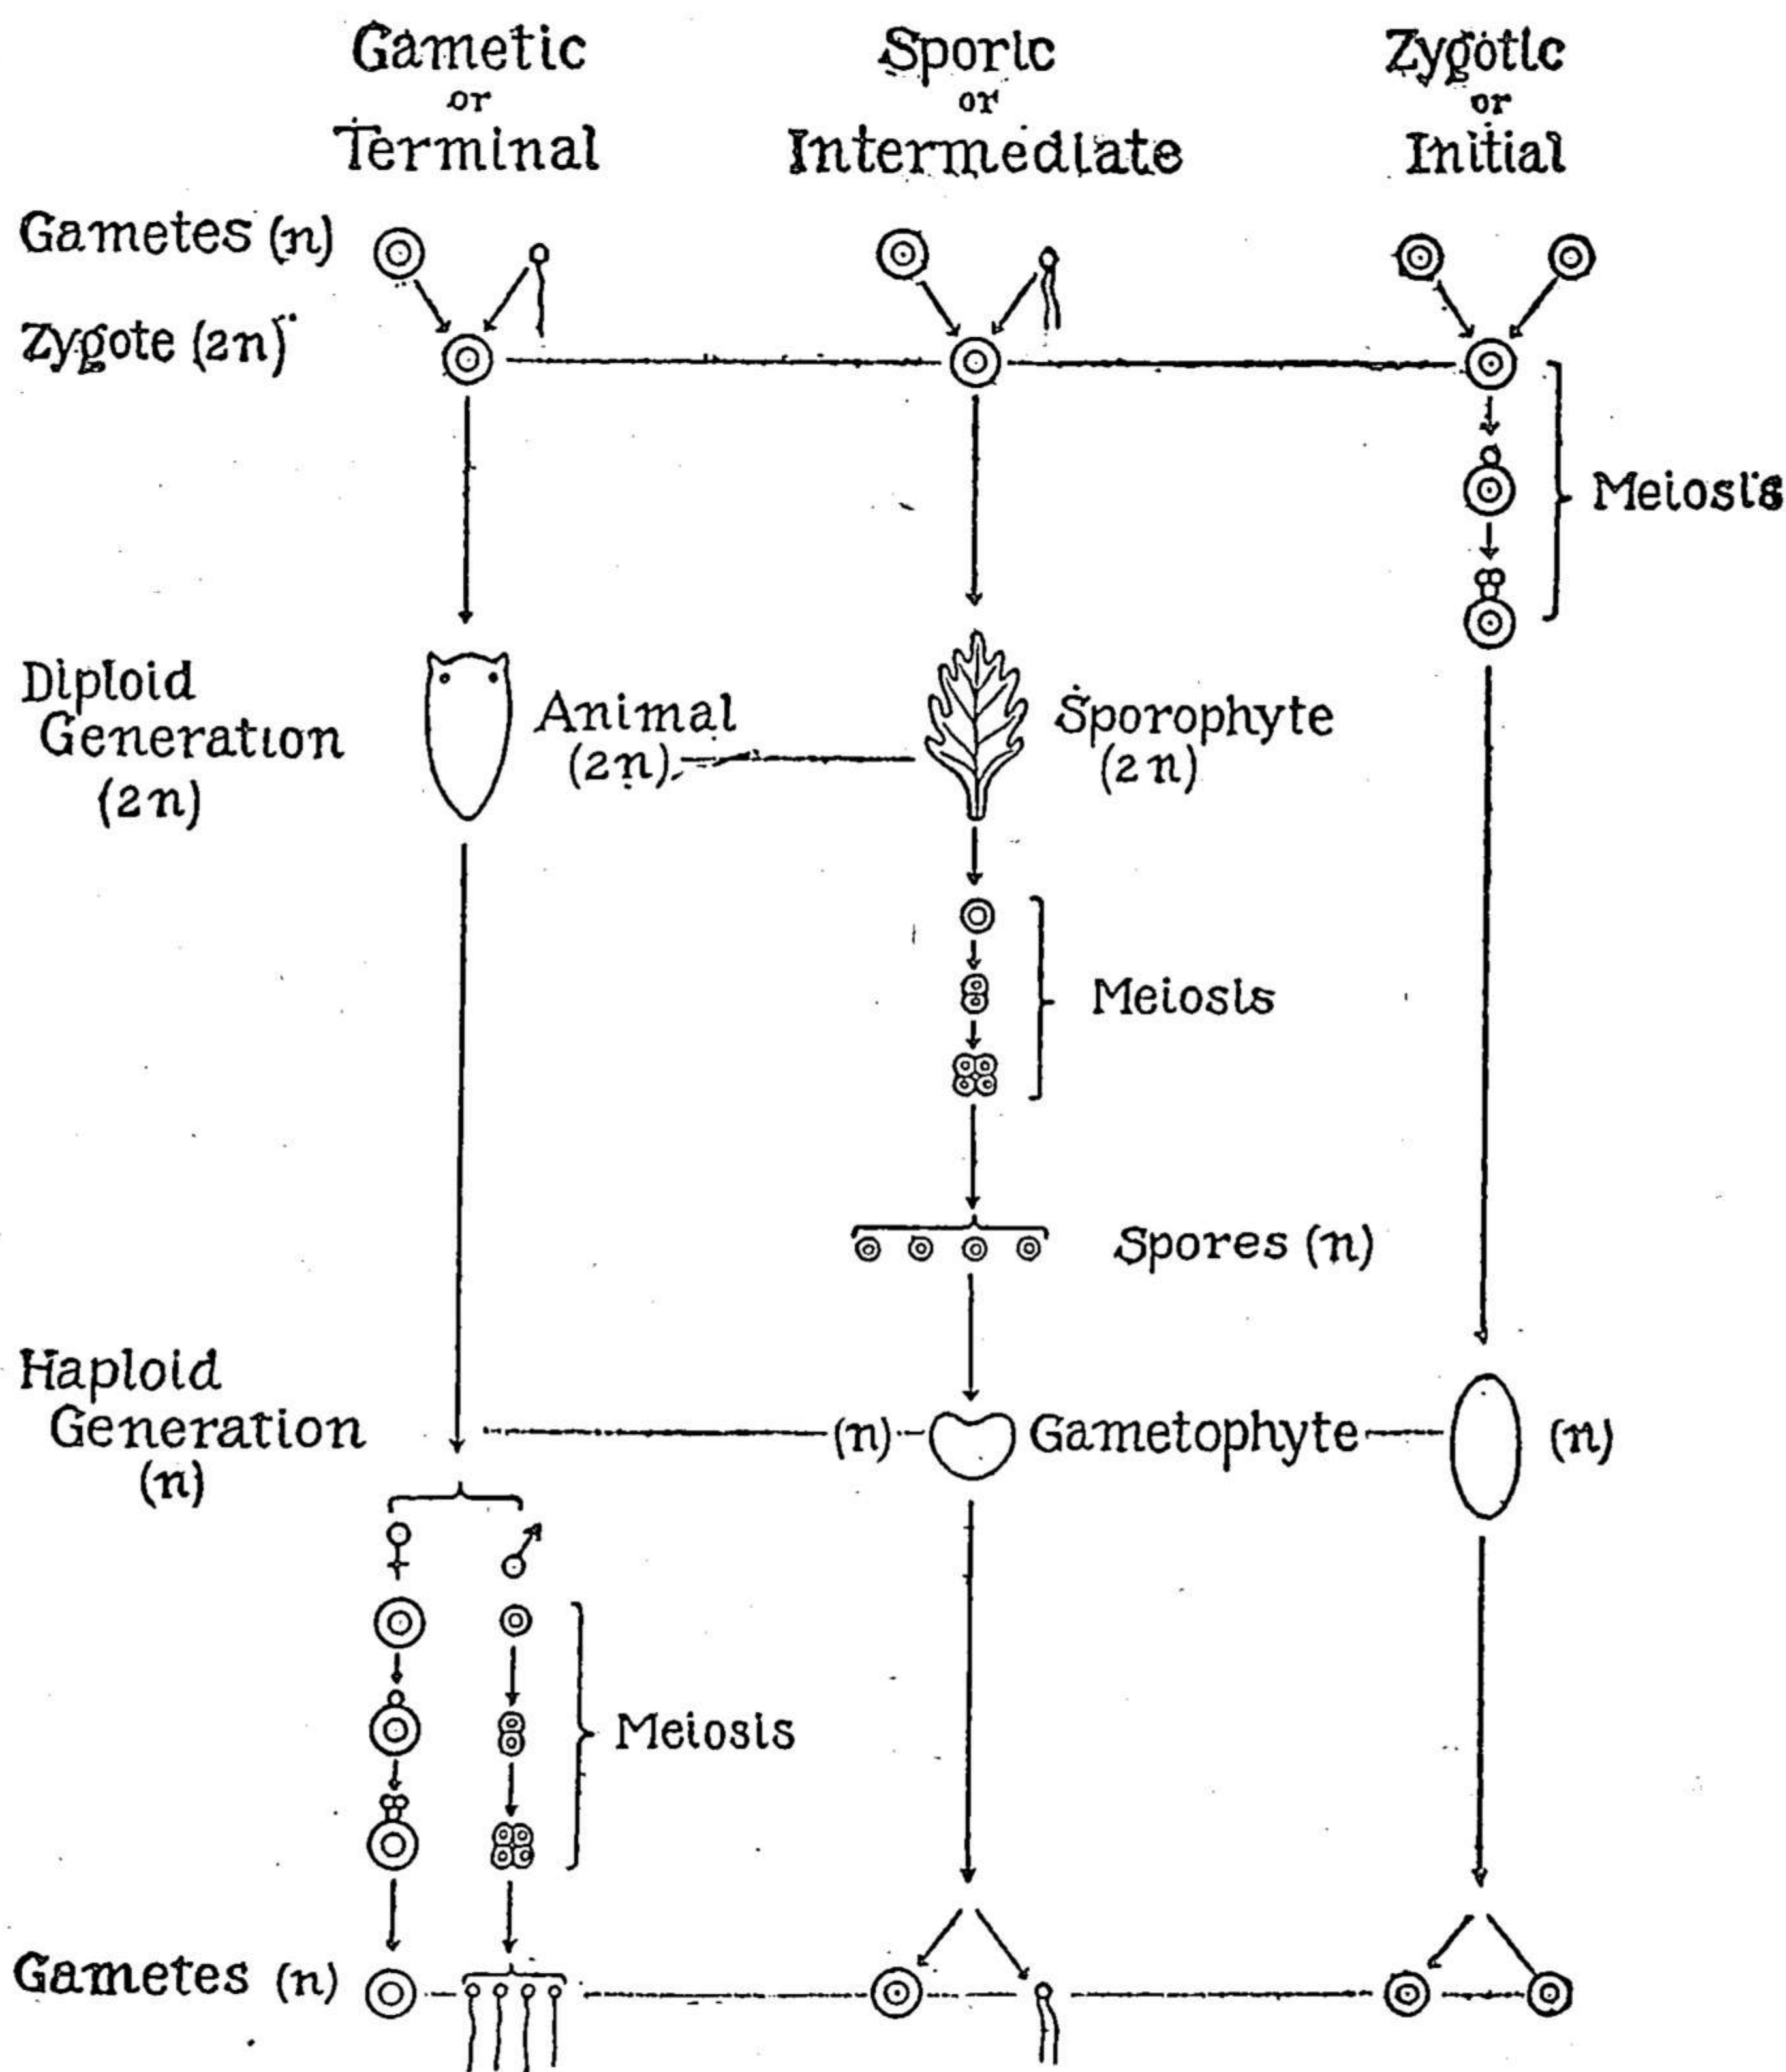 Gametic
or
Terminal
Sporic
or
Intermediate
Zygotic
or
Initial
Gametes (n)
Zygote (2n)
Meiosis
Diploid
Generation
(2n)
Animal
(2n)
Sporophyte
(2n)
Meiosis
Spores (n)
Haploid
Generation
(n)
(n)
Gametophyte
(n)
♀ ♂
Meiosis
Gametes (n)